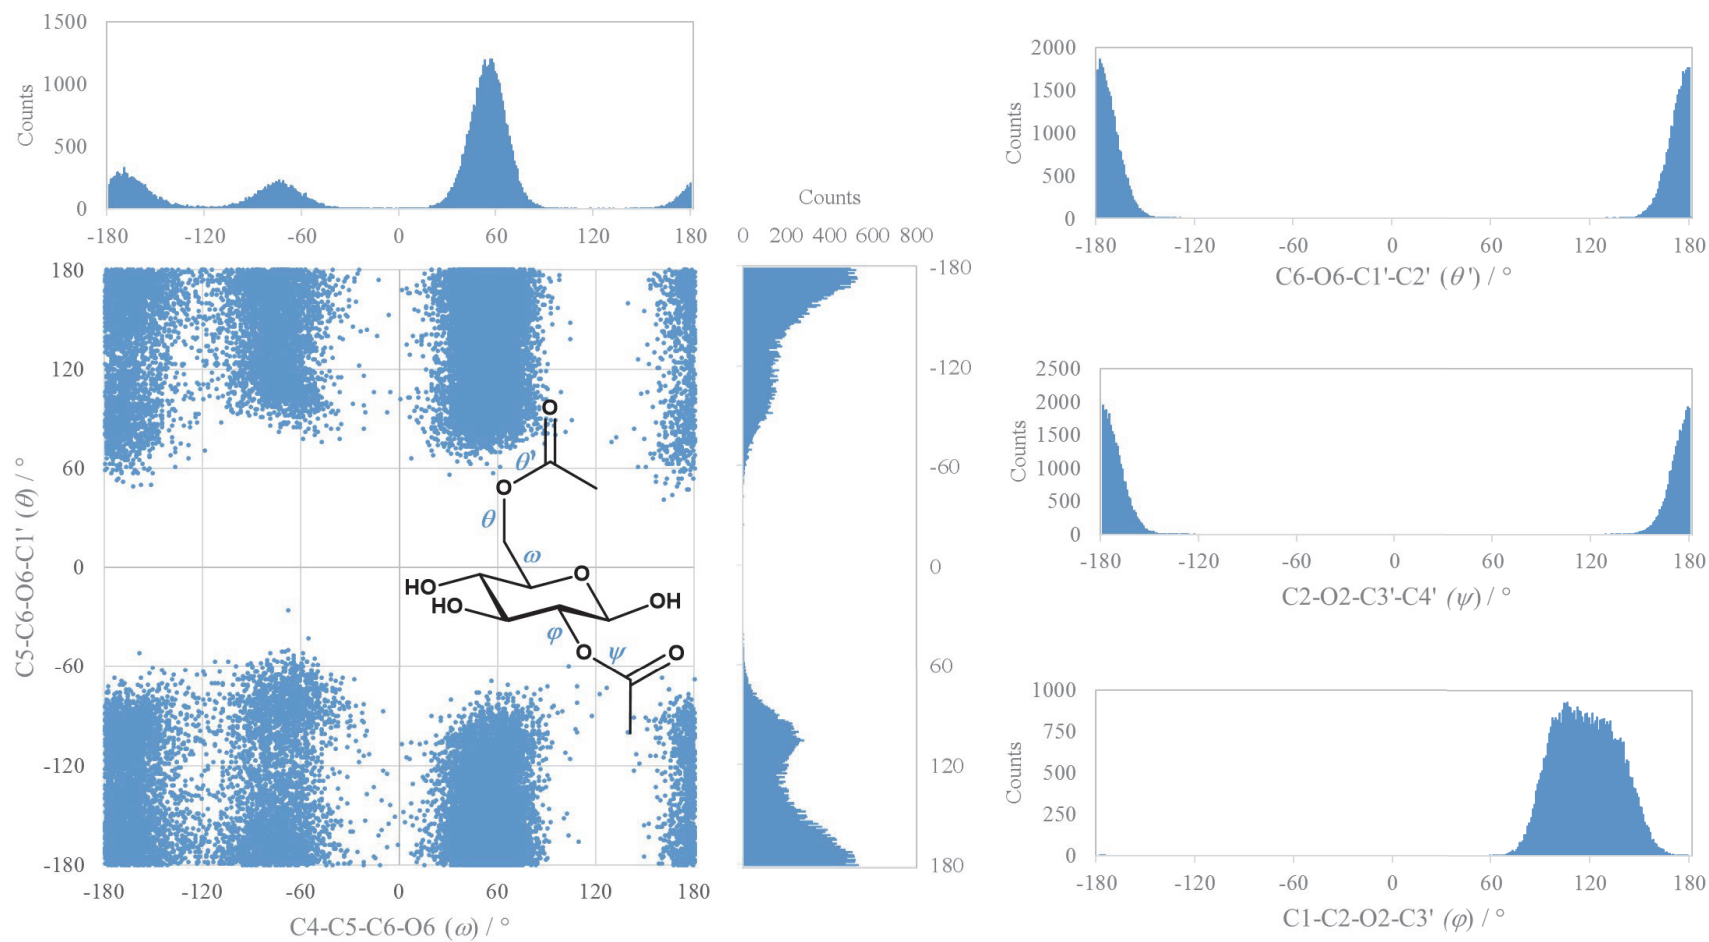 1500
1000
500
0
Counts
-180 -120 -60 0 60 120 180
Counts
0 200 400 600 800
180
120
60
0
-60
-120
-180
C5-C6-O6-C1' (θ) / °
-180 -120 -60 0 60 120 180
C4-C5-C6-O6 (ω) / °
O
θ'
O
θ
ω
O
HO
HO
OH
φ
O
ψ
O
-180
-120
-60
0
60
120
180
2000
1500
1000
500
0
Counts
-180 -120 -60 0 60 120 180
C6-O6-C1'-C2' (θ') / °
2500
2000
1500
1000
500
0
Counts
-180 -120 -60 0 60 120 180
C2-O2-C3'-C4' (ψ) / °
1000
750
500
250
0
Counts
-180 -120 -60 0 60 120 180
C1-C2-O2-C3' (φ) / °